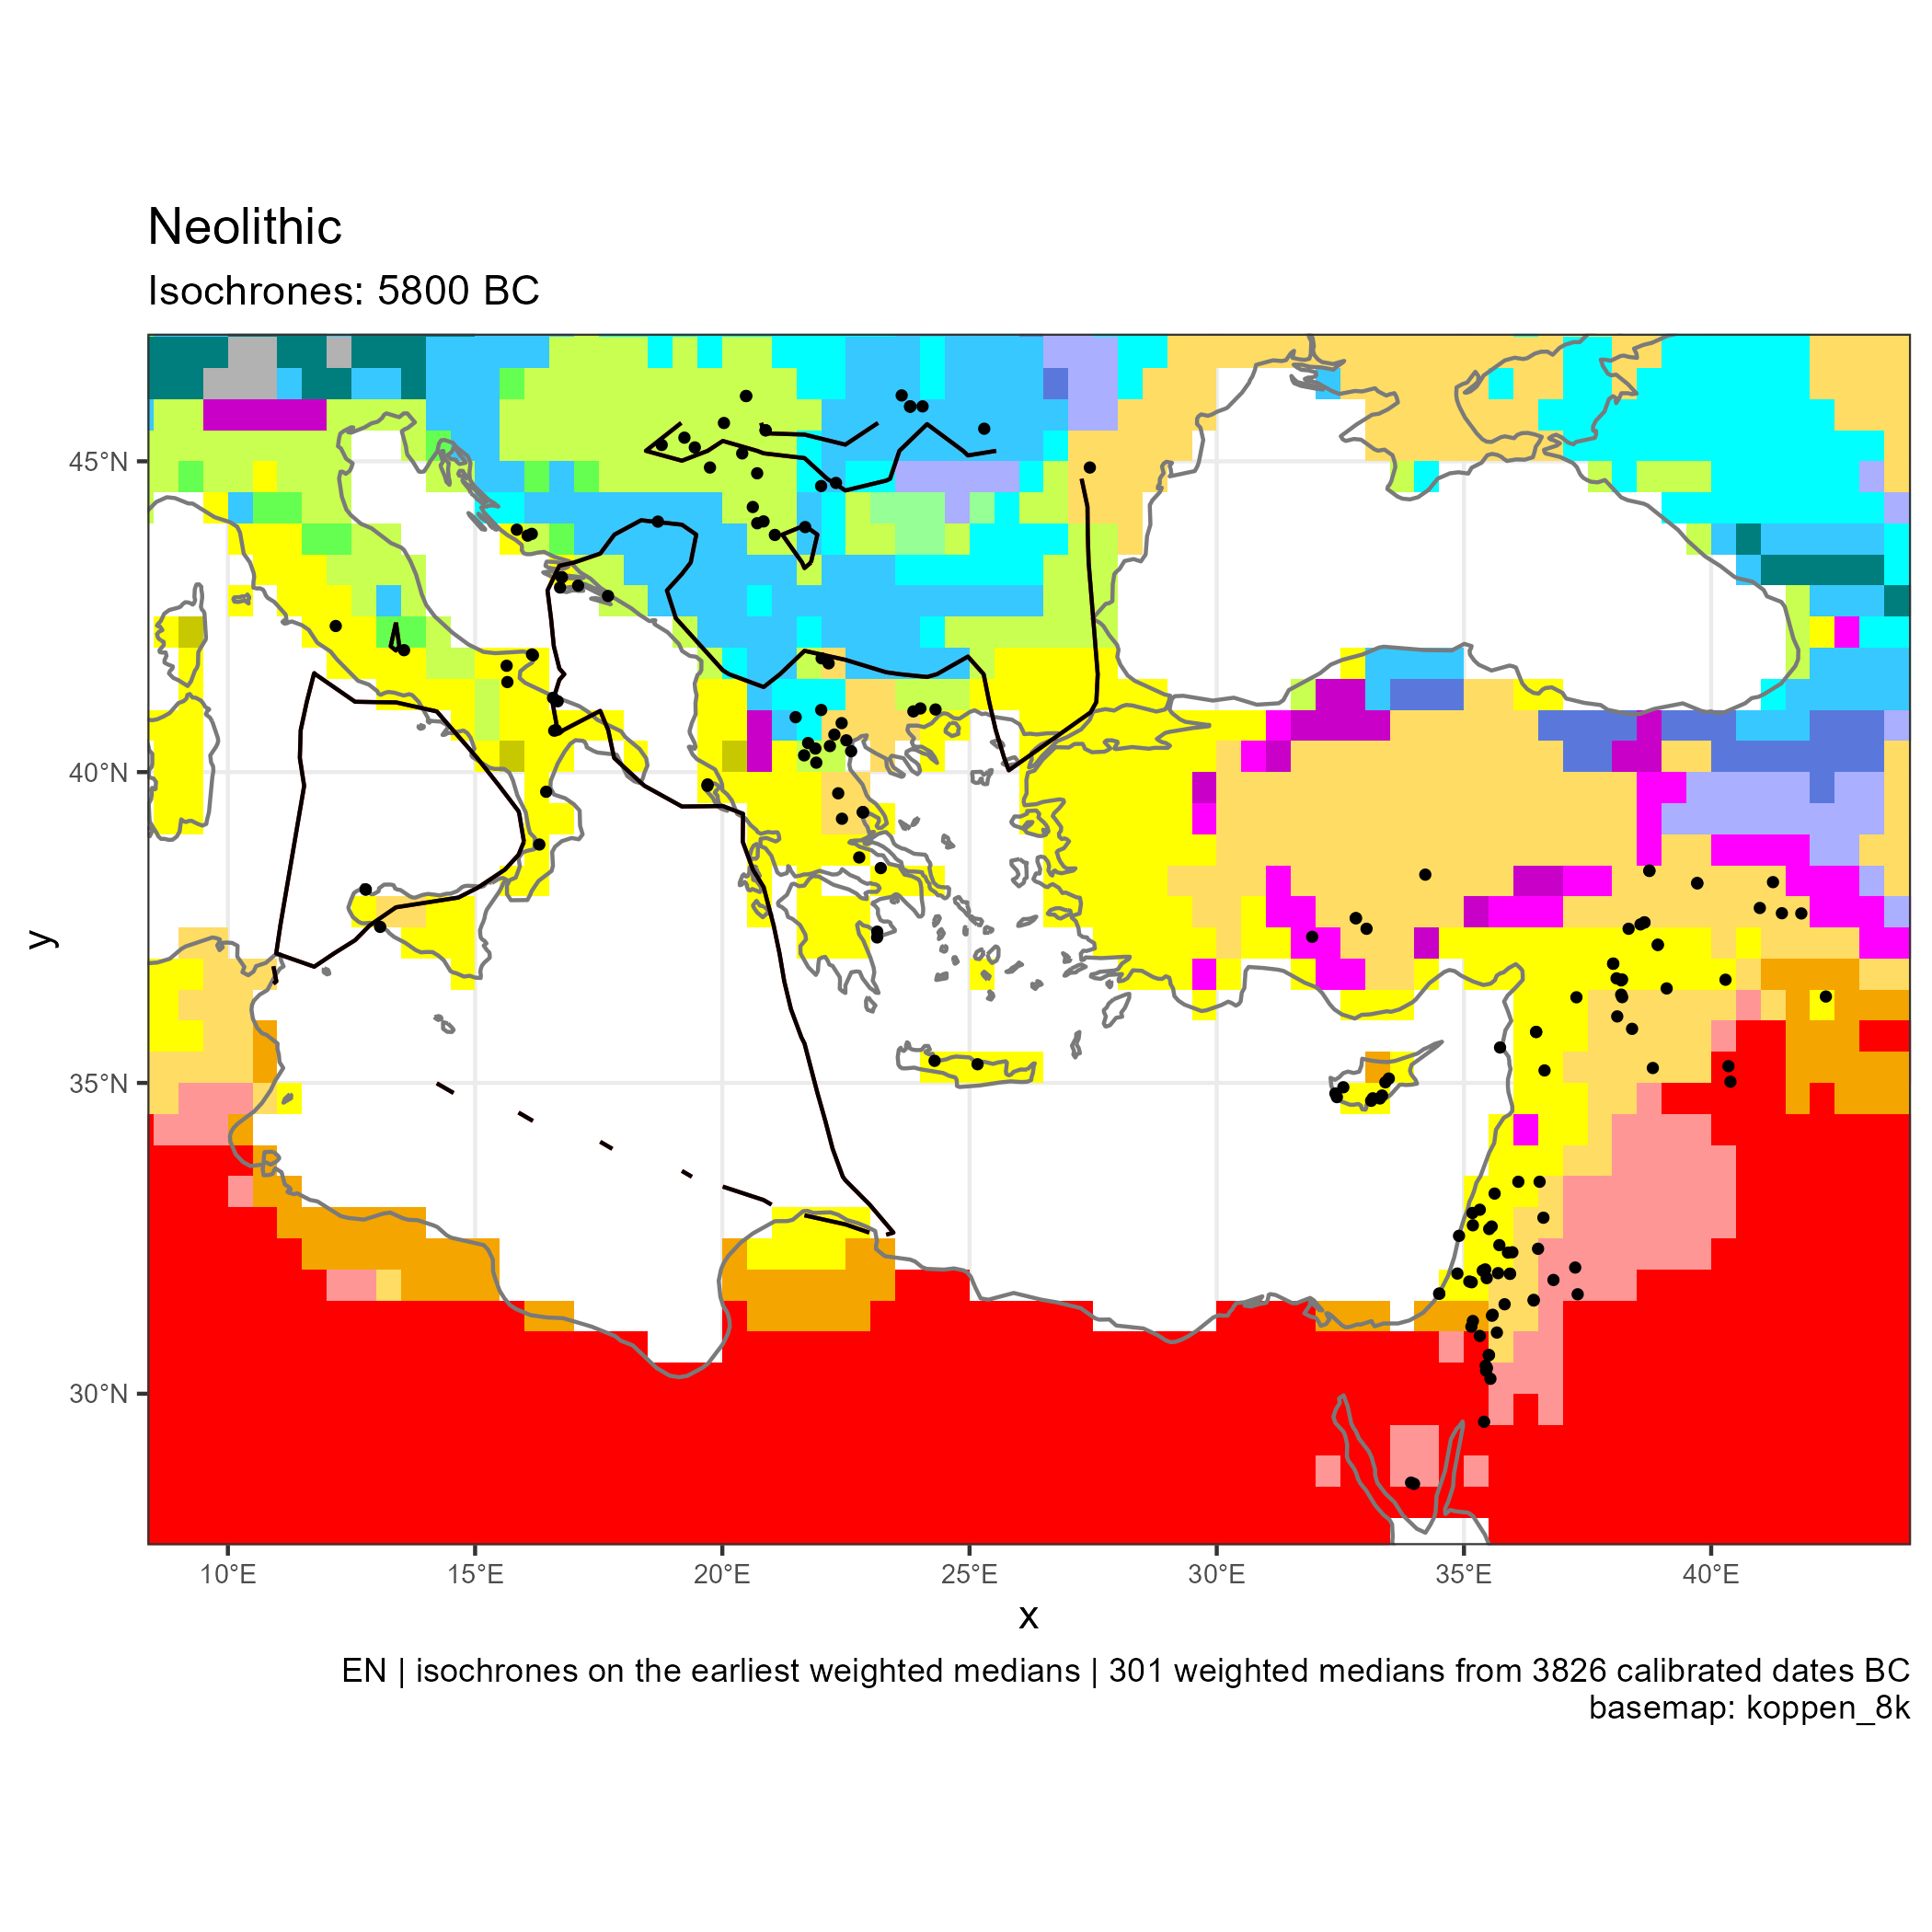 Neolithic
Isochrones: 5800 BC
45°N
40°N
35°N
30°N
y
10°E
15°E
20°E
25°E
30°E
35°E
40°E
x
EN | isochrones on the earliest weighted medians | 301 weighted medians from 3826 calibrated dates BC
basemap: koppen_8k